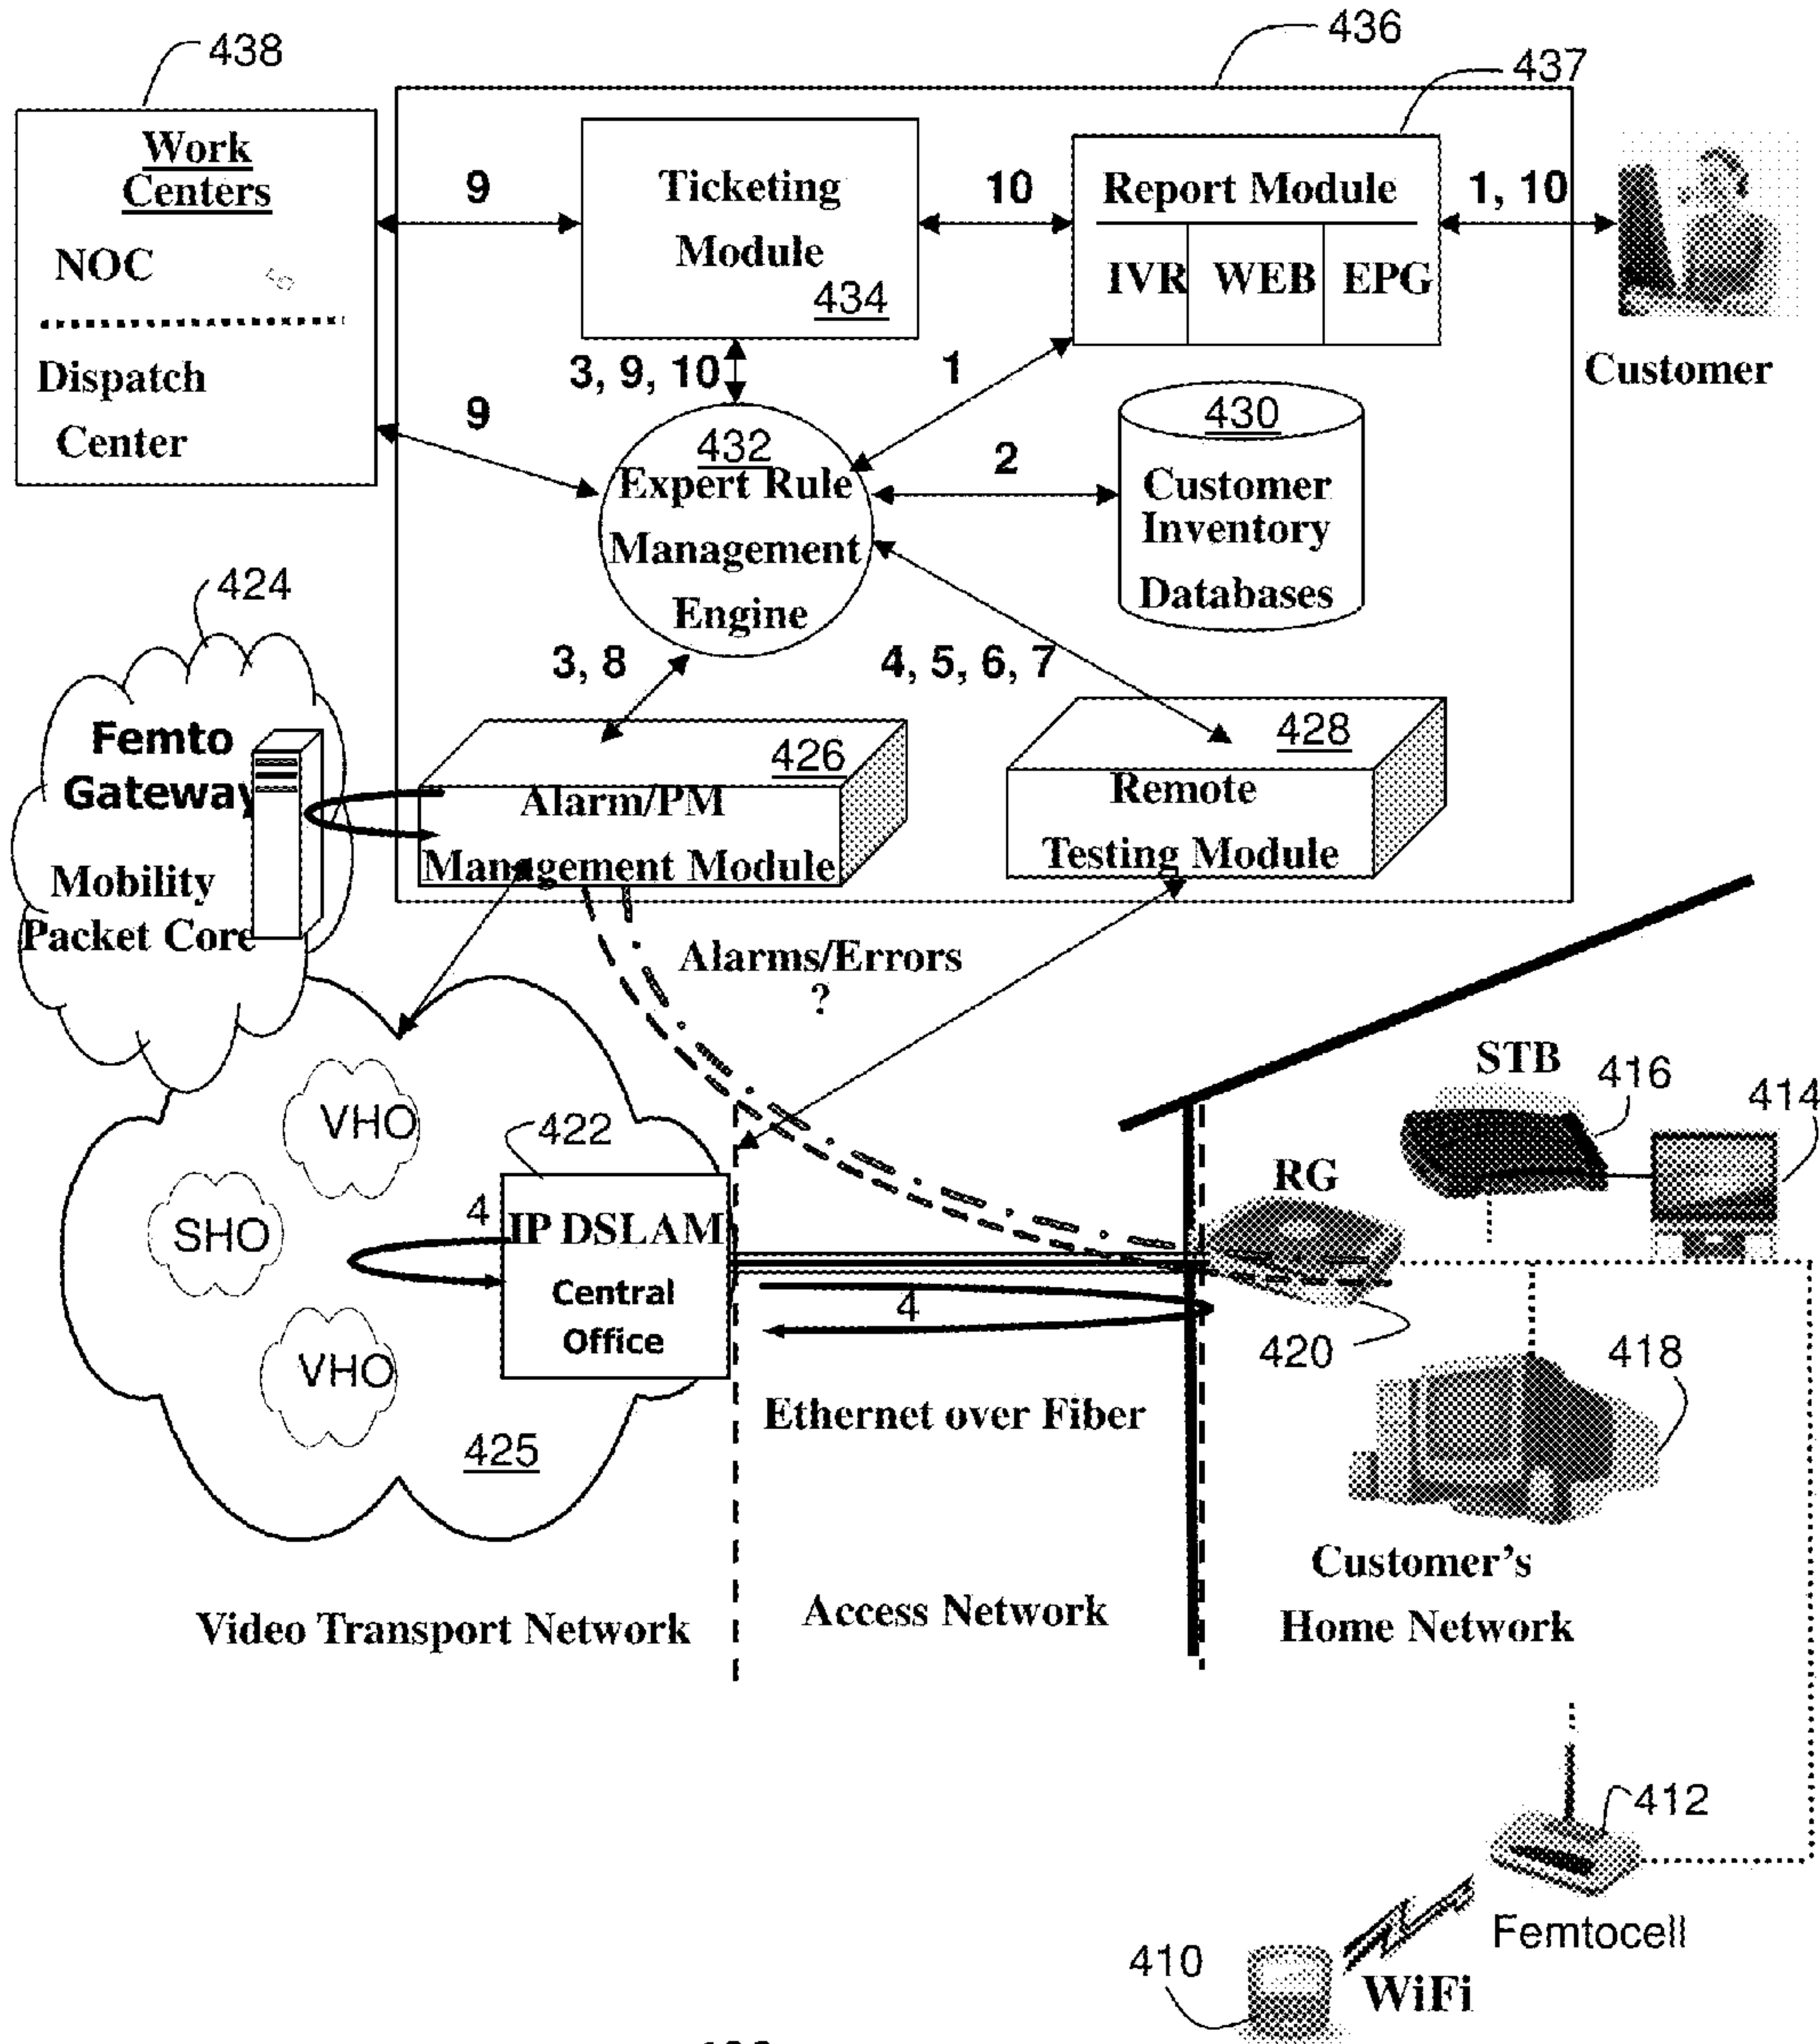 438
436
437
Work
Centers
NOC
Dispatch
Center
9
Ticketing
Module
434
10
Report Module
IVR WEB EPG
1, 10
Customer
3, 9, 10
1
9
432
Expert Rule
Management
Engine
2
430
Customer
Inventory
Databases
424
3, 8
4, 5, 6, 7
Femto
Gateway
Mobility
Packet Core
426
Alarm/PM
Management Module
428
Remote
Testing Module
Alarms/Errors
?
STB
416
414
VHO
422
RG
SHO
4
IP DSLAM
Central
Office
4
VHO
420
418
Ethernet over Fiber
425
Customer's
Home Network
Access Network
Video Transport Network
412
Femtocell
410
WiFi